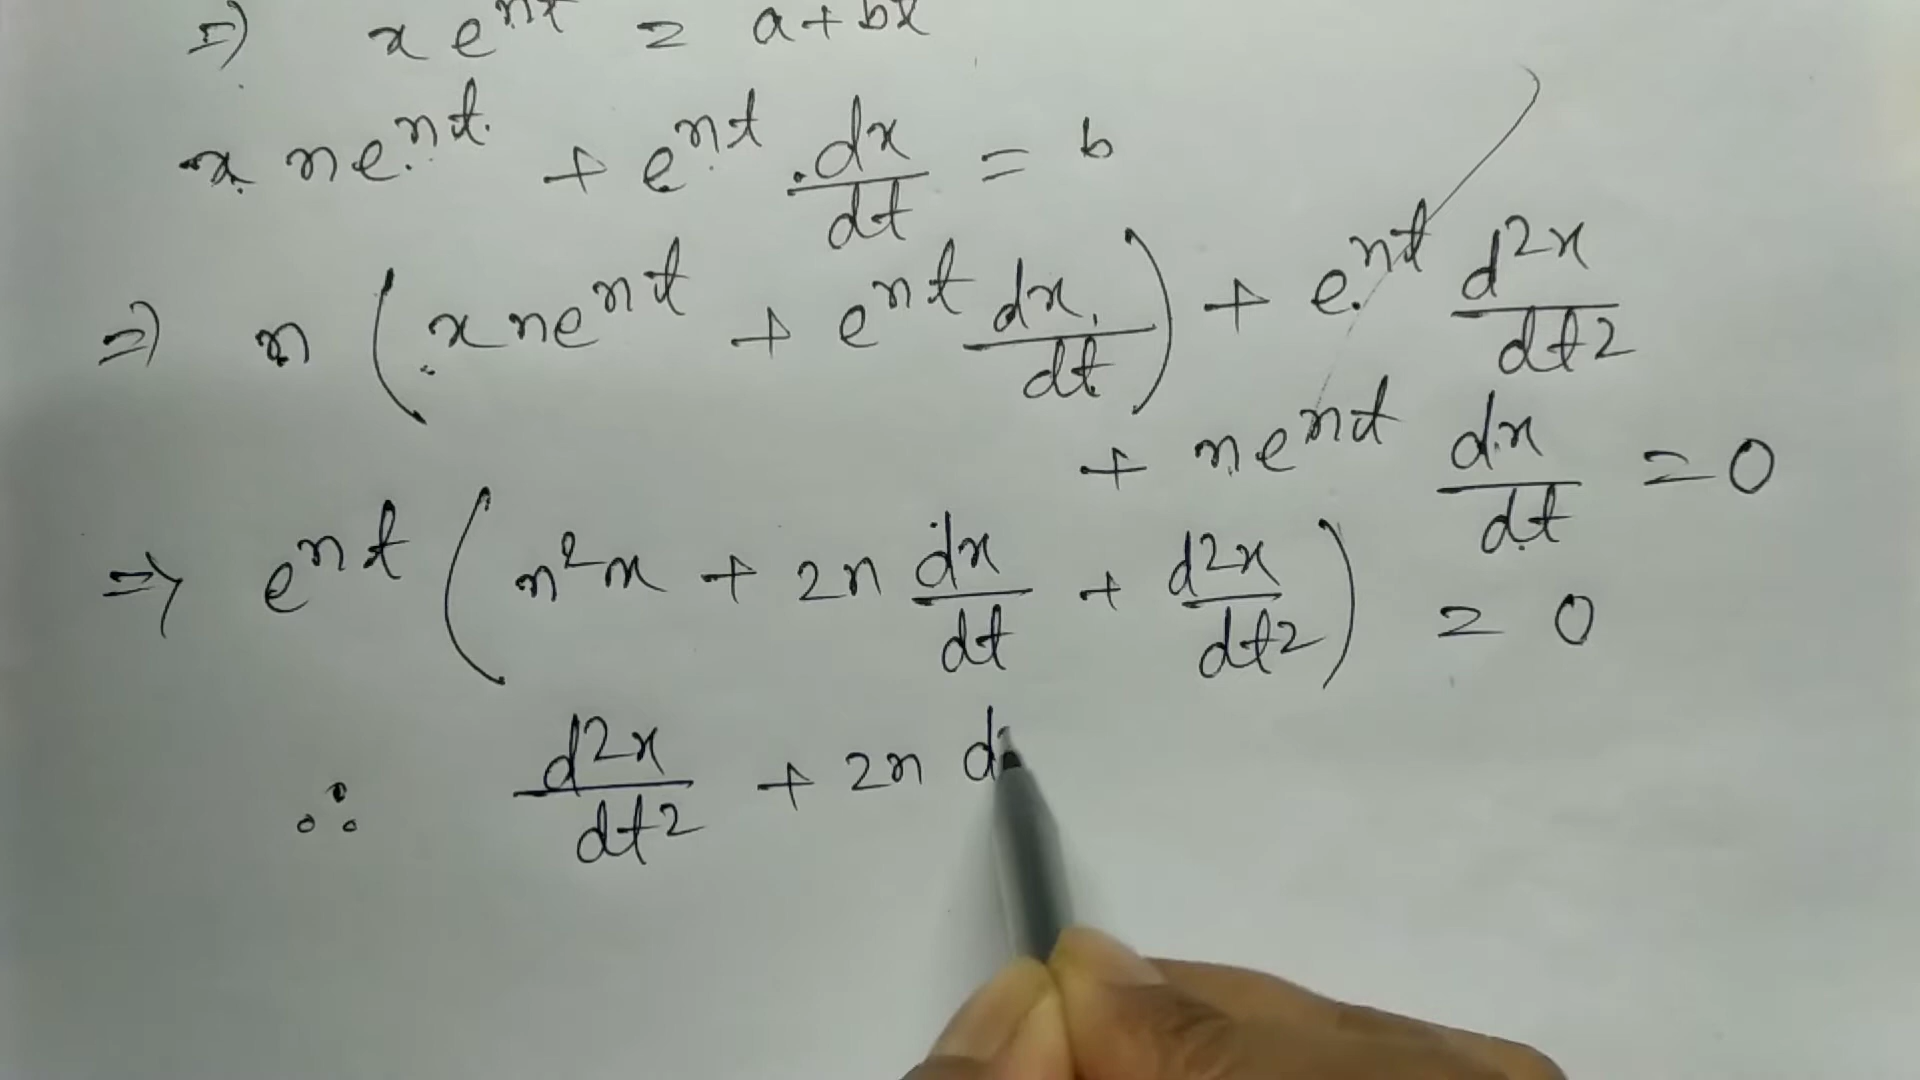 ⇒ x e^{nt} = a + bt
x n e^{nt} + e^{nt} · dx/dt = b
⇒ n ( x n e^{nt} + e^{nt} dx/dt ) + e^{nt} d²x/dt²
+ n e^{nt} dx/dt = 0
⇒ e^{nt} ( n²x + 2n dx/dt + d²x/dt² ) = 0
∴ d²x/dt² + 2n d